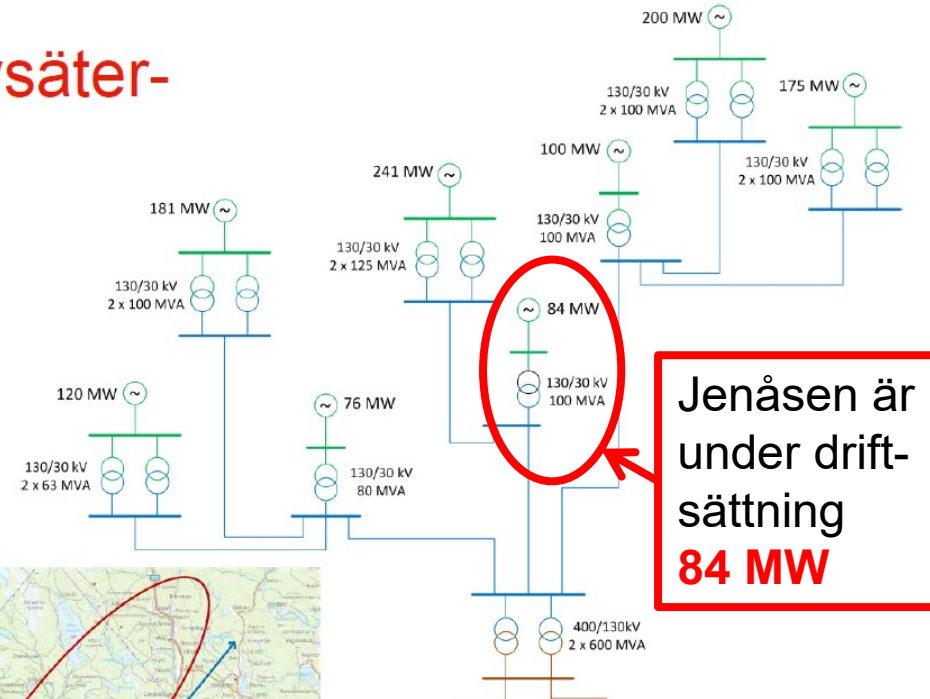 säter-
200 MW
130/30 kV
2 x 100 MVA
175 MW
130/30 kV
2 x 100 MVA
100 MW
130/30 kV
100 MVA
241 MW
130/30 kV
2 x 125 MVA
181 MW
130/30 kV
2 x 100 MVA
84 MW
130/30 kV
100 MVA
120 MW
130/30 kV
2 x 63 MVA
76 MW
130/30 kV
80 MVA
Jenåsen är
under drift-
sättning
84 MW
400/130kV
2 x 600 MVA